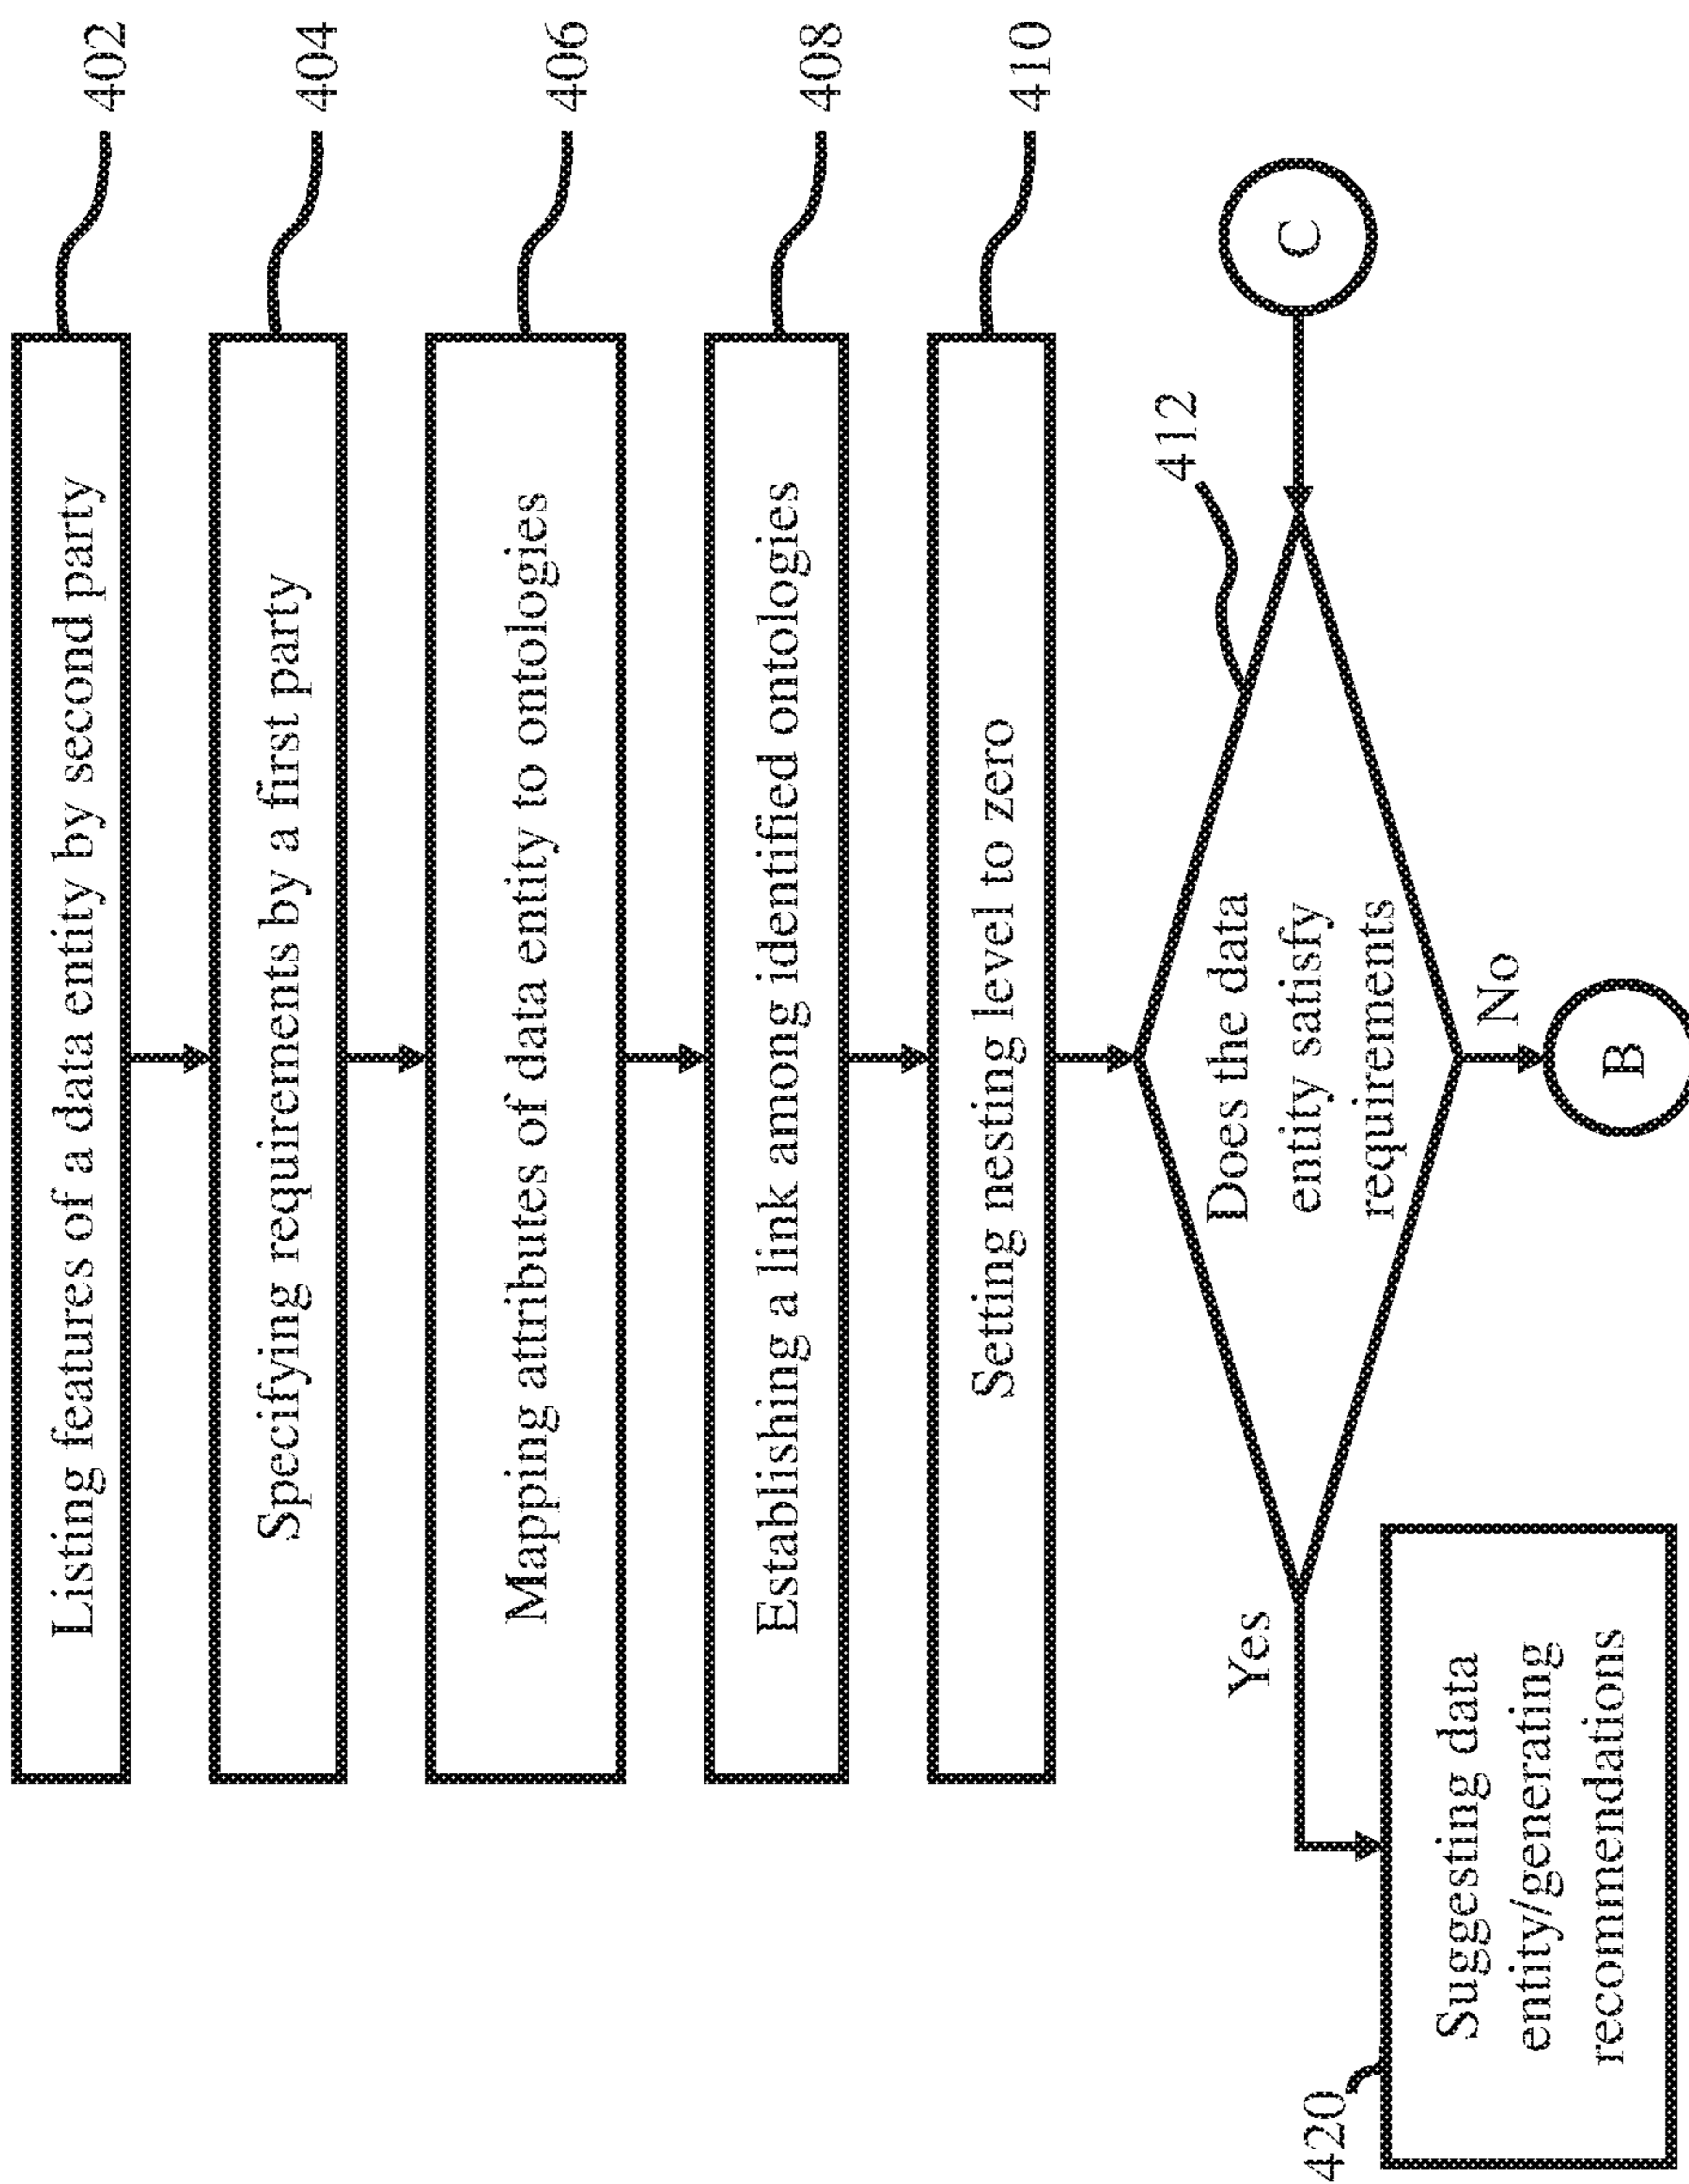 Listing features of a data entity by second party
402
Specifying requirements by a first party
404
Mapping attributes of data entity to ontologies
406
Establishing a link among identified ontologies
408
Setting nesting level to zero
410
412
Does the data
entity satisfy
requirements
C
Yes
No
B
420
Suggesting data
entity/generating
recommendations